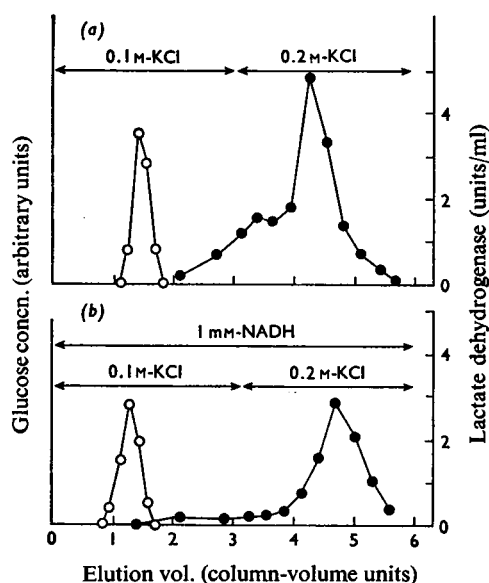 (a)
0.1 M-KCl
0.2 M-KCl
4
2
0
(b)
1 mM-NADH
0.1 M-KCl
0.2 M-KCl
4
2
0
0
1
2
3
4
5
6
Glucose concn. (arbitrary units)
Lactate dehydrogenase (units/ml)
Elution vol. (column-volume units)